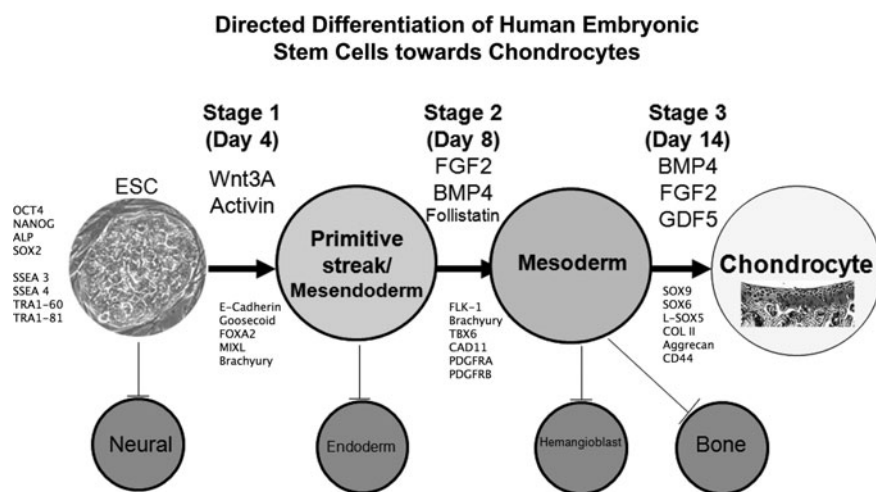 Directed Differentiation of Human Embryonic
Stem Cells towards Chondrocytes
Stage 1
(Day 4)
Stage 2
(Day 8)
Stage 3
(Day 14)
Wnt3A
Activin
FGF2
BMP4
Follistatin
BMP4
FGF2
GDF5
ESC
OCT4
NANOG
ALP
SOX2
SSEA 3
SSEA 4
TRA1-60
TRA1-81
Primitive
streak/
Mesendoderm
Mesoderm
Chondrocyte
E-Cadherin
Goosecoid
FOXA2
MIXL
Brachyury
FLK-1
Brachyury
TBX6
CAD11
PDGFRA
PDGFRB
SOX9
SOX6
L-SOX5
COL II
Aggrecan
CD44
Neural
Endoderm
Hemangioblast
Bone